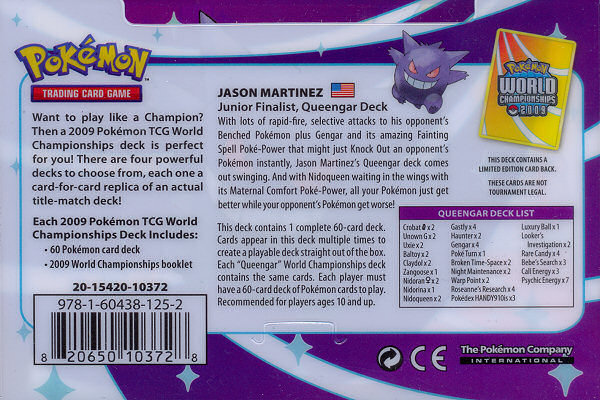 POKéMON
TRADING CARD GAME
Want to play like a Champion?
Then a 2009 Pokémon TCG World
Championships deck is perfect
for you! There are four powerful
decks to choose from, each one a
card-for-card replica of an actual
title-match deck!
Each 2009 Pokémon TCG World
Championships Deck Includes:
• 60 Pokémon card deck
• 2009 World Championships booklet
20-15420-10372
978-1-60438-125-2
8 20650 10372 8
JASON MARTINEZ
Junior Finalist, Queengar Deck
With lots of rapid-fire, selective attacks to his opponent's
Benched Pokémon plus Gengar and its amazing Fainting
Spell Poké-Power that might just Knock Out an opponent's
Pokémon instantly, Jason Martinez's Queengar deck comes
out swinging. And with Nidoqueen waiting in the wings with
its Maternal Comfort Poké-Power, all your Pokémon just get
better while your opponent's Pokémon get worse!
This deck contains 1 complete 60-card deck.
Cards appear in this deck multiple times to
create a playable deck straight out of the box.
Each "Queengar" World Championships deck
contains the same cards. Each player must
have a 60-card deck of Pokémon cards to play.
Recommended for players ages 10 and up.
Pokémon
WORLD
CHAMPIONSHIPS
2009
THIS DECK CONTAINS A
LIMITED EDITION CARD BACK.
THESE CARDS ARE NOT
TOURNAMENT LEGAL.
QUEENGAR DECK LIST
Crobat G x 2
Unown G x 2
Uxie x 2
Baltoy x 2
Claydol x 2
Zangoose x 1
Nidoran ♀ x 2
Nidorina x 1
Nidoqueen x 2
Gastly x 4
Haunter x 2
Gengar x 4
Poké Turn x 1
Broken Time-Space x 2
Night Maintenance x 2
Warp Point x 2
Roseanne's Research x 4
Pokédex HANDY910is x3
Luxury Ball x 1
Looker's
Investigation x 2
Rare Candy x 4
Bebe's Search x 3
Call Energy x 3
Psychic Energy x 7
CE
The Pokémon Company
INTERNATIONAL